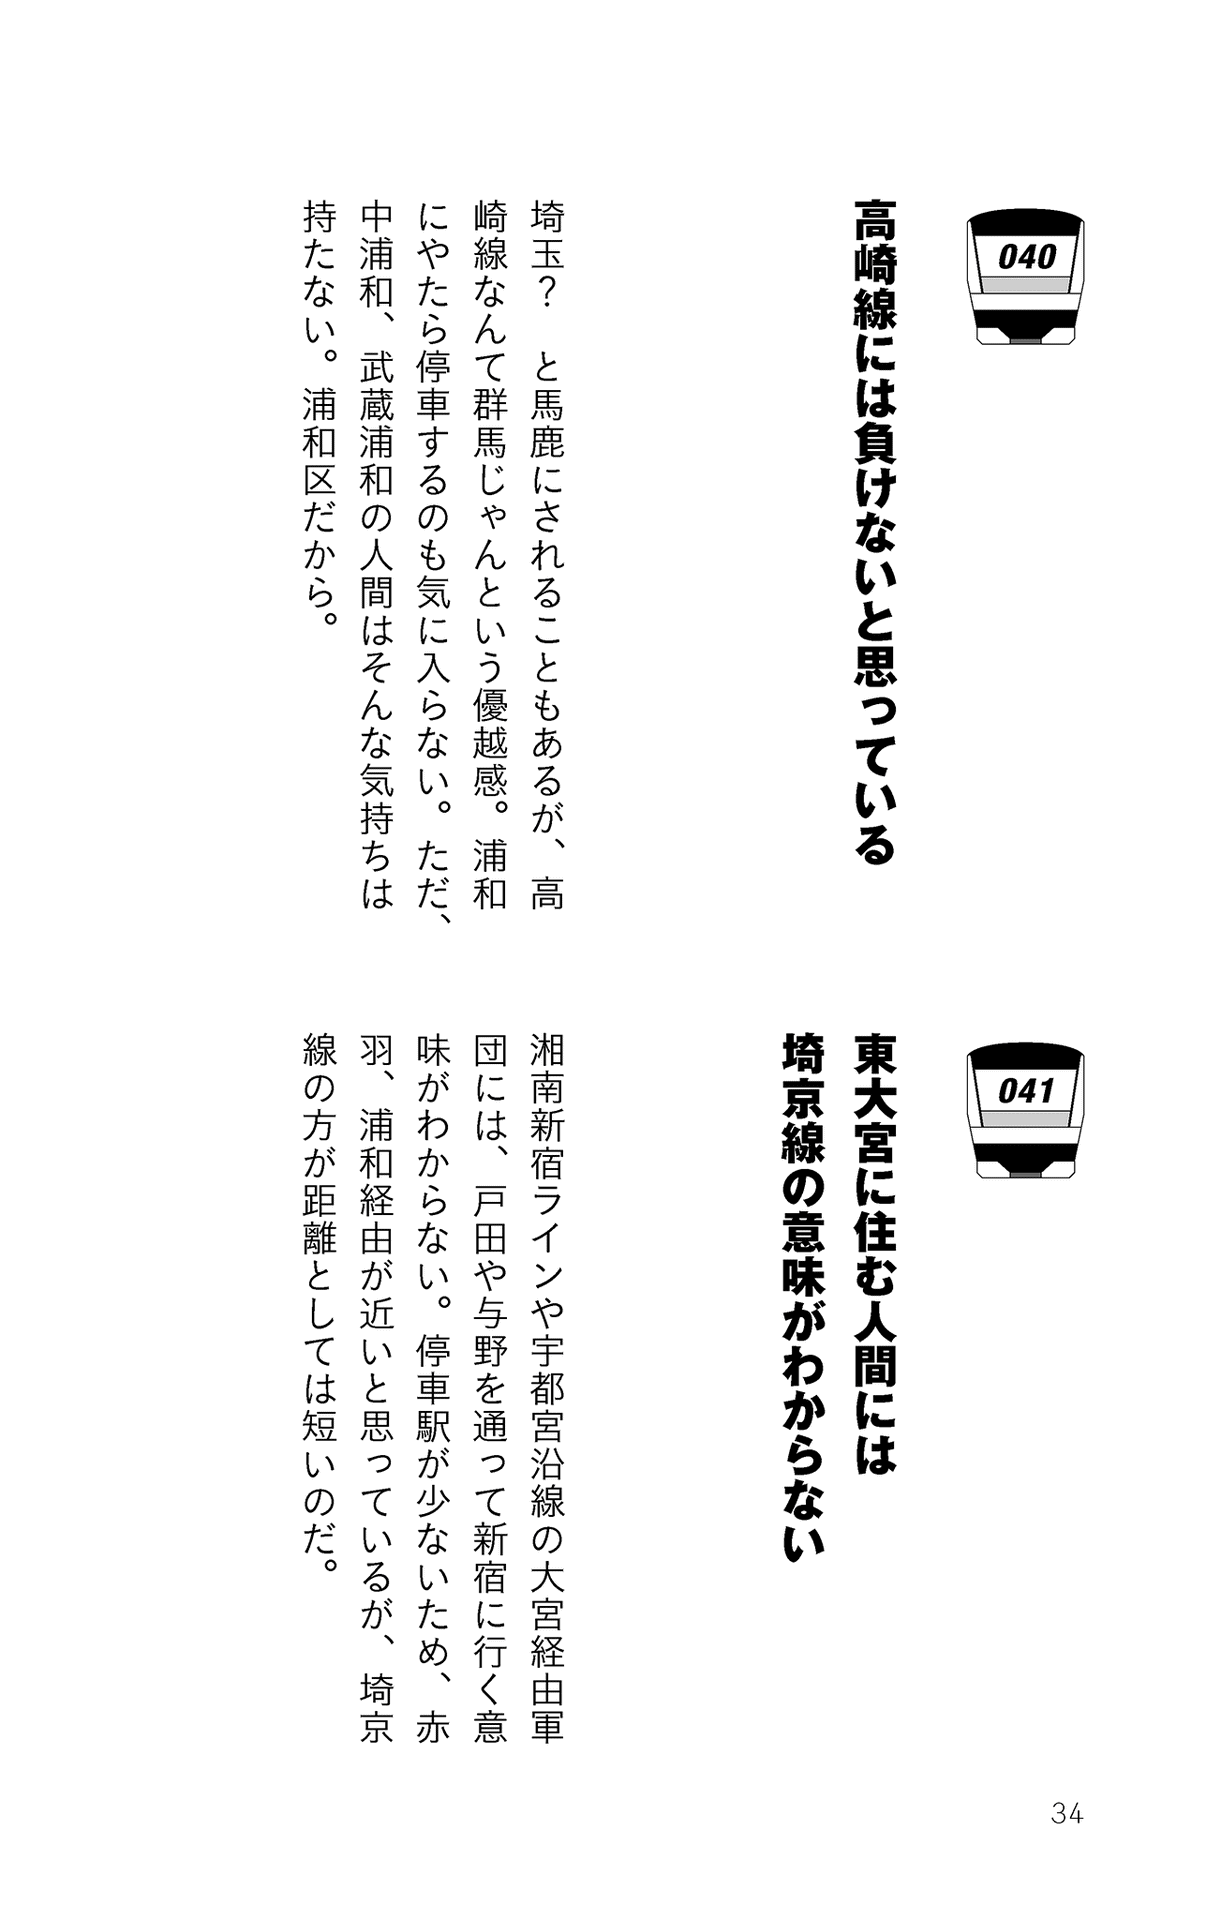 040
高崎線には負けないと思っている
埼玉？　と馬鹿にされることもあるが、高
崎線なんて群馬じゃんという優越感。浦和
にやたら停車するのも気に入らない。ただ、
中浦和、武蔵浦和の人間はそんな気持ちは
持たない。浦和区だから。
041
東大宮に住む人間には
埼京線の意味がわからない
湘南新宿ラインや宇都宮沿線の大宮経由軍
団には、戸田や与野を通って新宿に行く意
味がわからない。停車駅が少ないため、赤
羽、浦和経由が近いと思っているが、埼京
線の方が距離としては短いのだ。
34